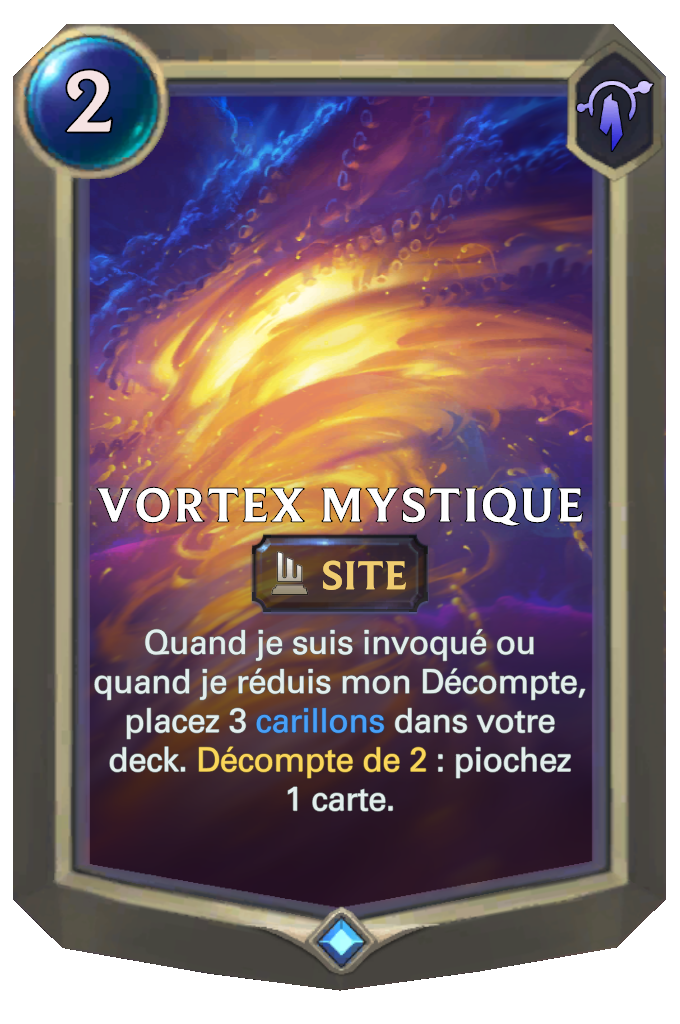 2
VORTEX MYSTIQUE
SITE
Quand je suis invoqué ou
quand je réduis mon Décompte,
placez 3 carillons dans votre
deck. Décompte de 2 : piochez
1 carte.